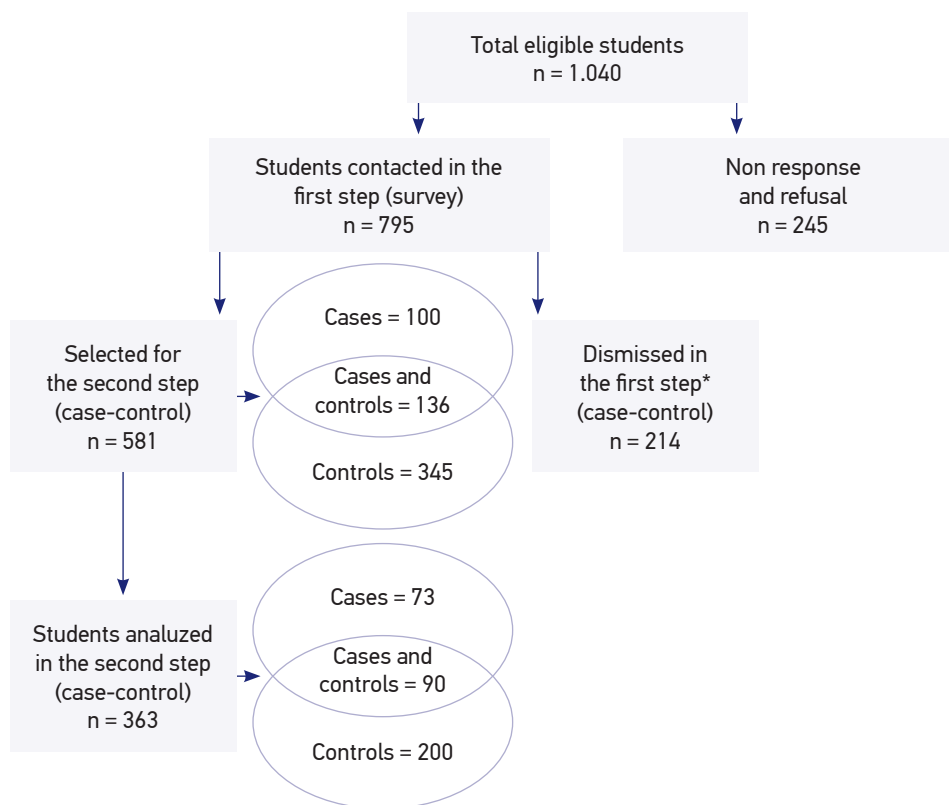 Total eligible students
n = 1.040
Students contacted in the
first step (survey)
n = 795
Non response
and refusal
n = 245
Selected for
the second step
(case-control)
n = 581
Cases = 100
Cases and
controls = 136
Controls = 345
Dismissed in
the first step*
(case-control)
n = 214
Students analuzed
in the second step
(case-control)
n = 363
Cases = 73
Cases and
controls = 90
Controls = 200